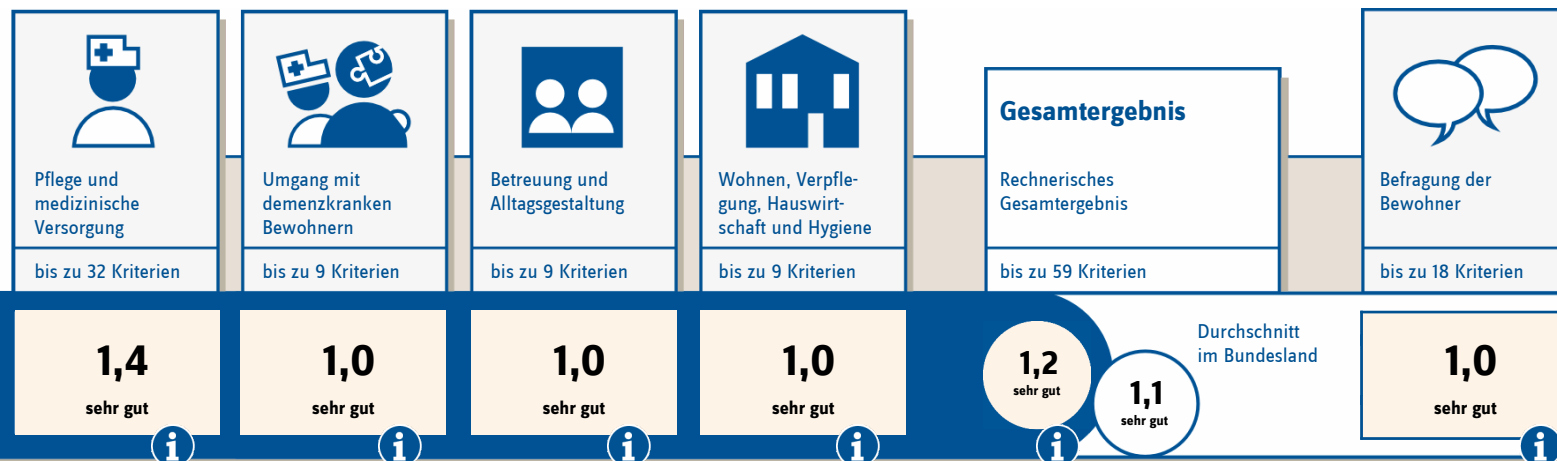 Pflege und
medizinische
Versorgung
bis zu 32 Kriterien
1,4
sehr gut
i
Umgang mit
demenzkranken
Bewohnern
bis zu 9 Kriterien
1,0
sehr gut
i
Betreuung und
Alltagsgestaltung
bis zu 9 Kriterien
1,0
sehr gut
i
Wohnen, Verpfle-
gung, Hauswirt-
schaft und Hygiene
bis zu 9 Kriterien
1,0
sehr gut
i
Gesamtergebnis
Rechnerisches
Gesamtergebnis
bis zu 59 Kriterien
1,2
sehr gut
i
Durchschnitt
im Bundesland
1,1
sehr gut
Befragung der
Bewohner
bis zu 18 Kriterien
1,0
sehr gut
i